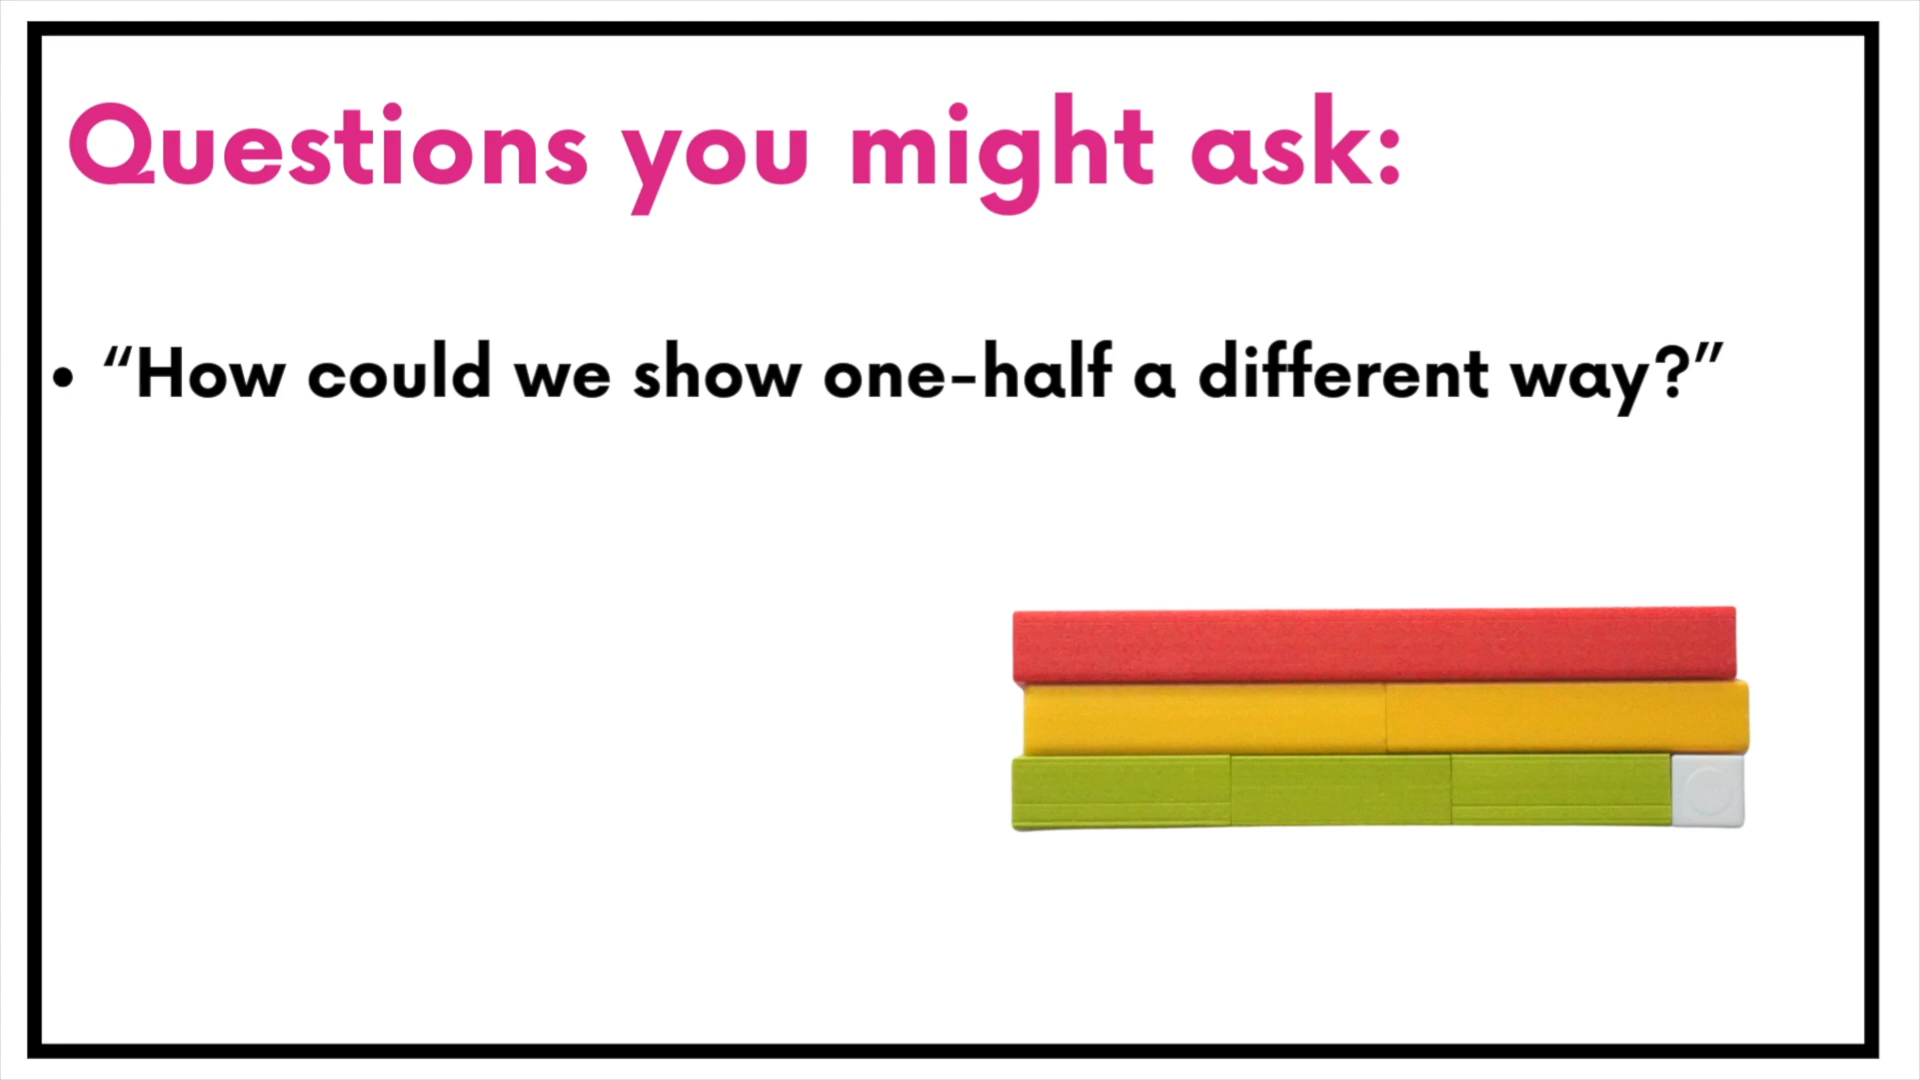 Questions you might ask:
• “How could we show one-half a different way?”